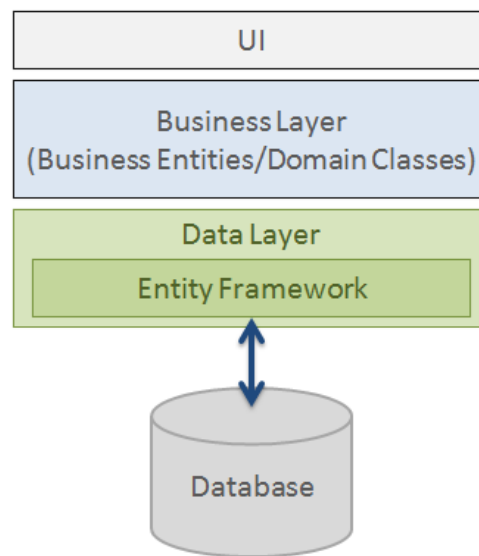 UI
Business Layer
(Business Entities/Domain Classes)
Data Layer
Entity Framework
Database